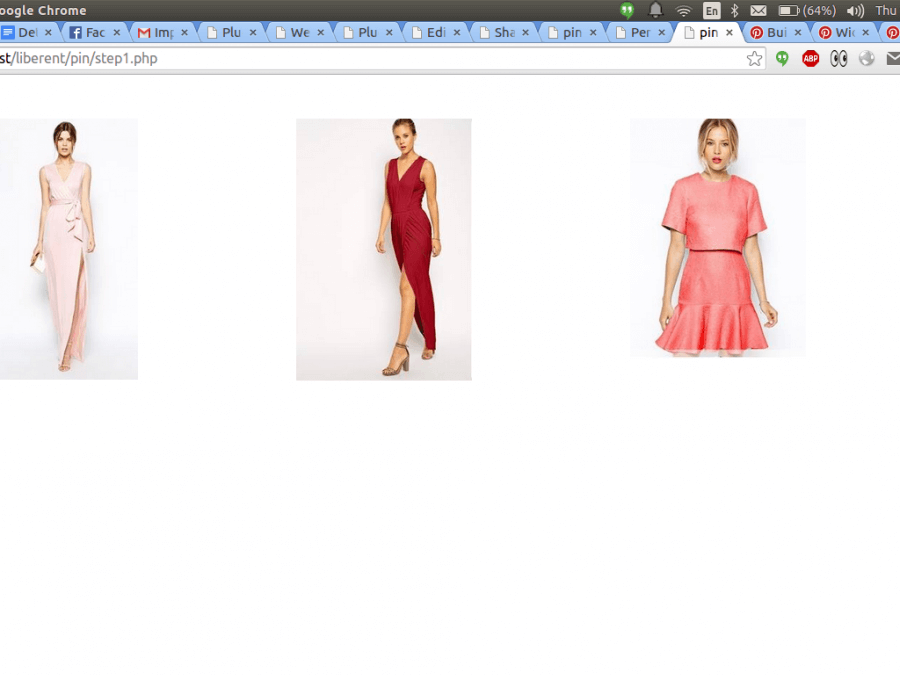 oogle Chrome En (64%) Thu
Del Fac Imp Plu We Plu Edi Sha pin Per pin Bui Wid
st/liberent/pin/step1.php ABP